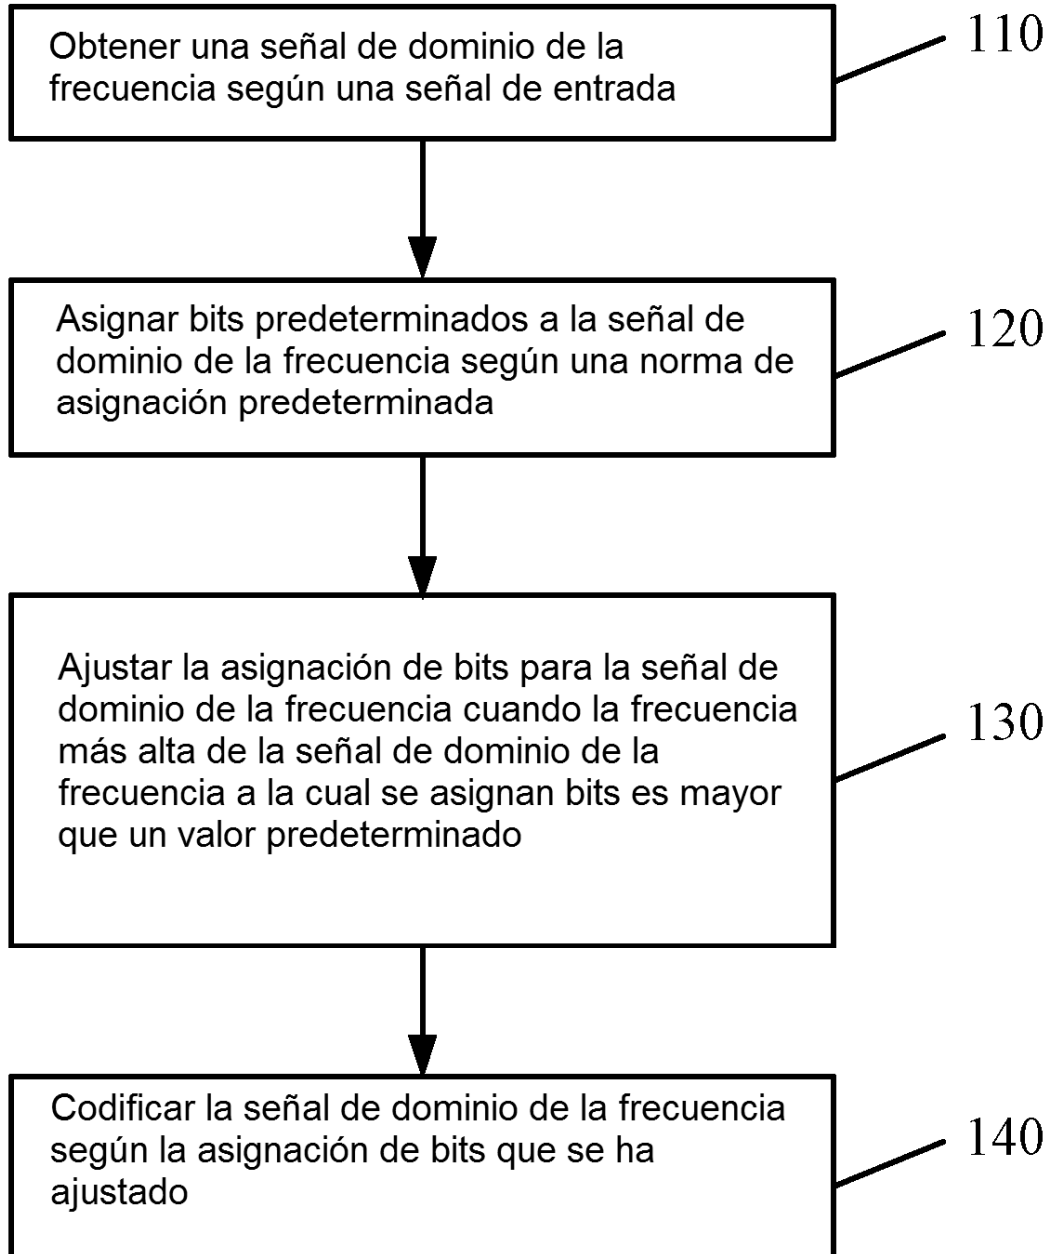 Obtener una señal de dominio de la
frecuencia según una señal de entrada
110
Asignar bits predeterminados a la señal de
dominio de la frecuencia según una norma de
asignación predeterminada
120
Ajustar la asignación de bits para la señal de
dominio de la frecuencia cuando la frecuencia
más alta de la señal de dominio de la
frecuencia a la cual se asignan bits es mayor
que un valor predeterminado
130
Codificar la señal de dominio de la frecuencia
según la asignación de bits que se ha
ajustado
140